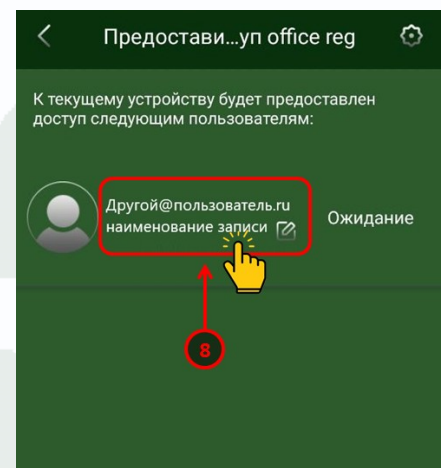 Предостави...уп office reg
К текущему устройству будет предоставлен
доступ следующим пользователям:
Другой@пользователь.ru
наименование записи
Ожидание
8